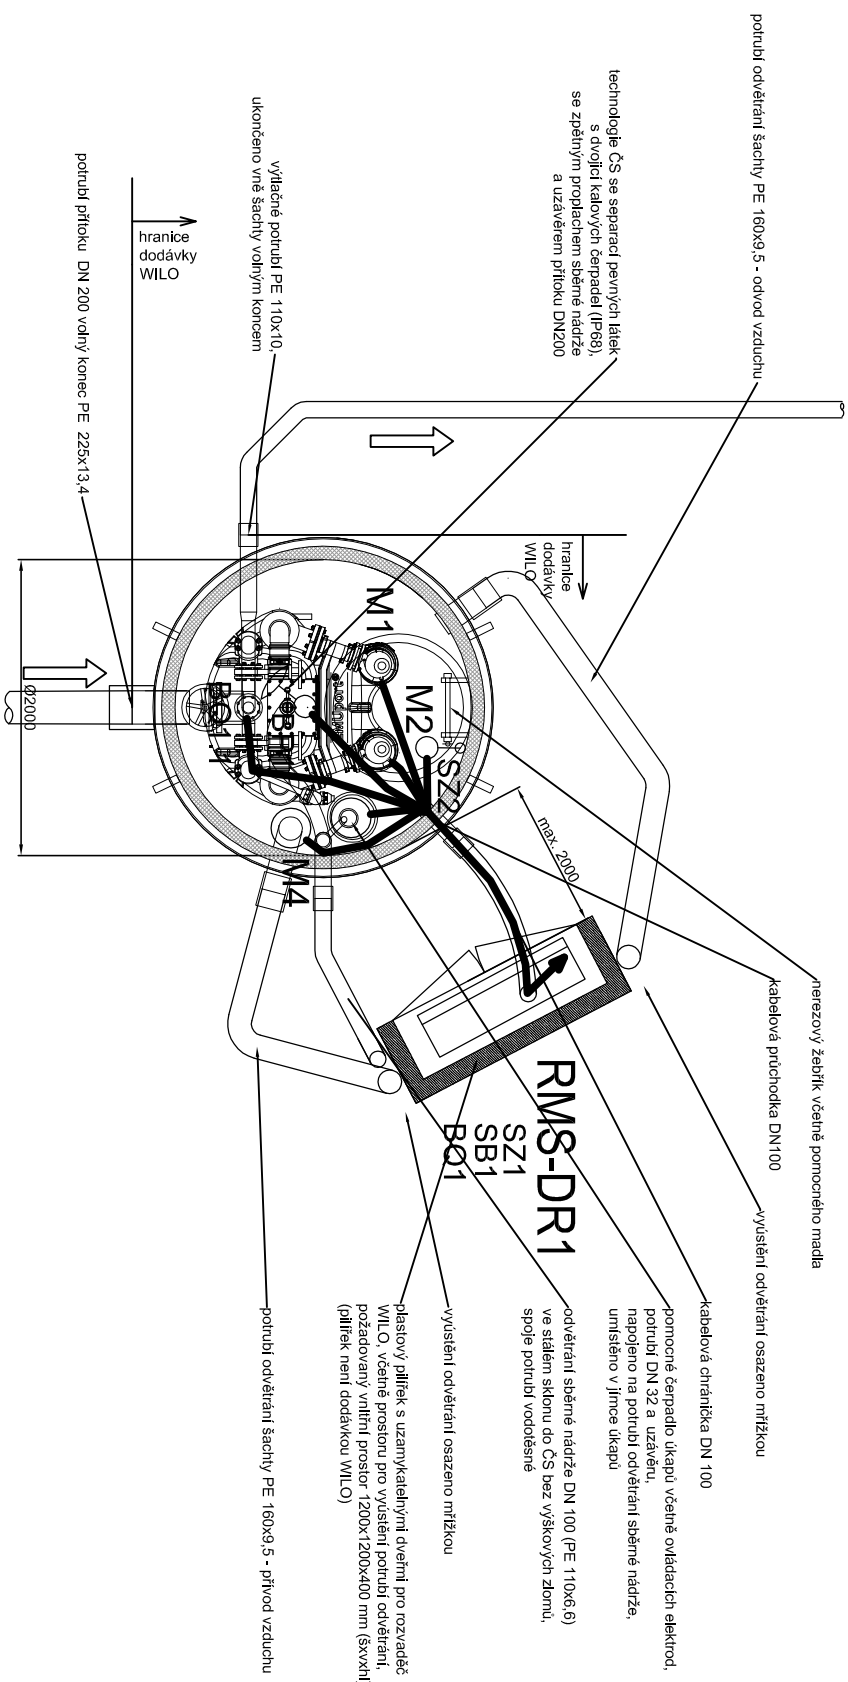 potrubí odvětrání šachty PE 160x9,5 - odvod vzduchu
technologie ČS se separací pevných látek
s dvojicí kalových čerpadel (IP68),
se zpětným proplachem sběrné nádrže
a uzávěrem přítoku DN200
výtlačné potrubí PE 110x10,
ukončeno vně šachty volným koncem
potrubí přítoku DN 200 volný konec PE 225x13,4
hranice
dodávky
WILO
hranice
dodávky
WILO
Ø2000
M1
M2
SZ2
M4
max. 2000
RMS-DR1
SZ1
SB1
BQ1
nerezový žebřík včetně pomocného madla
kabelová průchodka DN100
vyústění odvětrání osazeno mřížkou
kabelová chránička DN 100
pomocné čerpadlo úkapů včetně ovládacích elektrod,
potrubí DN 32 a uzávěru,
napojeno na potrubí odvětrání sběrné nádrže,
umístěno v jímce úkapů
odvětrání sběrné nádrže DN 100 (PE 110x6,6)
ve stálém sklonu do ČS bez výškových zlomů,
spoje potrubí vodotěsné
vyústění odvětrání osazeno mřížkou
plastový pilířek s uzamykatelnými dveřmi pro rozvaděč
WILO, včetně prostoru pro vyústění potrubí odvětrání,
požadovaný vnitřní prostor 1200x1200x400 mm (šxvxhl)
(pilířek není dodávkou WILO)
potrubí odvětrání šachty PE 160x9,5 - přívod vzduchu